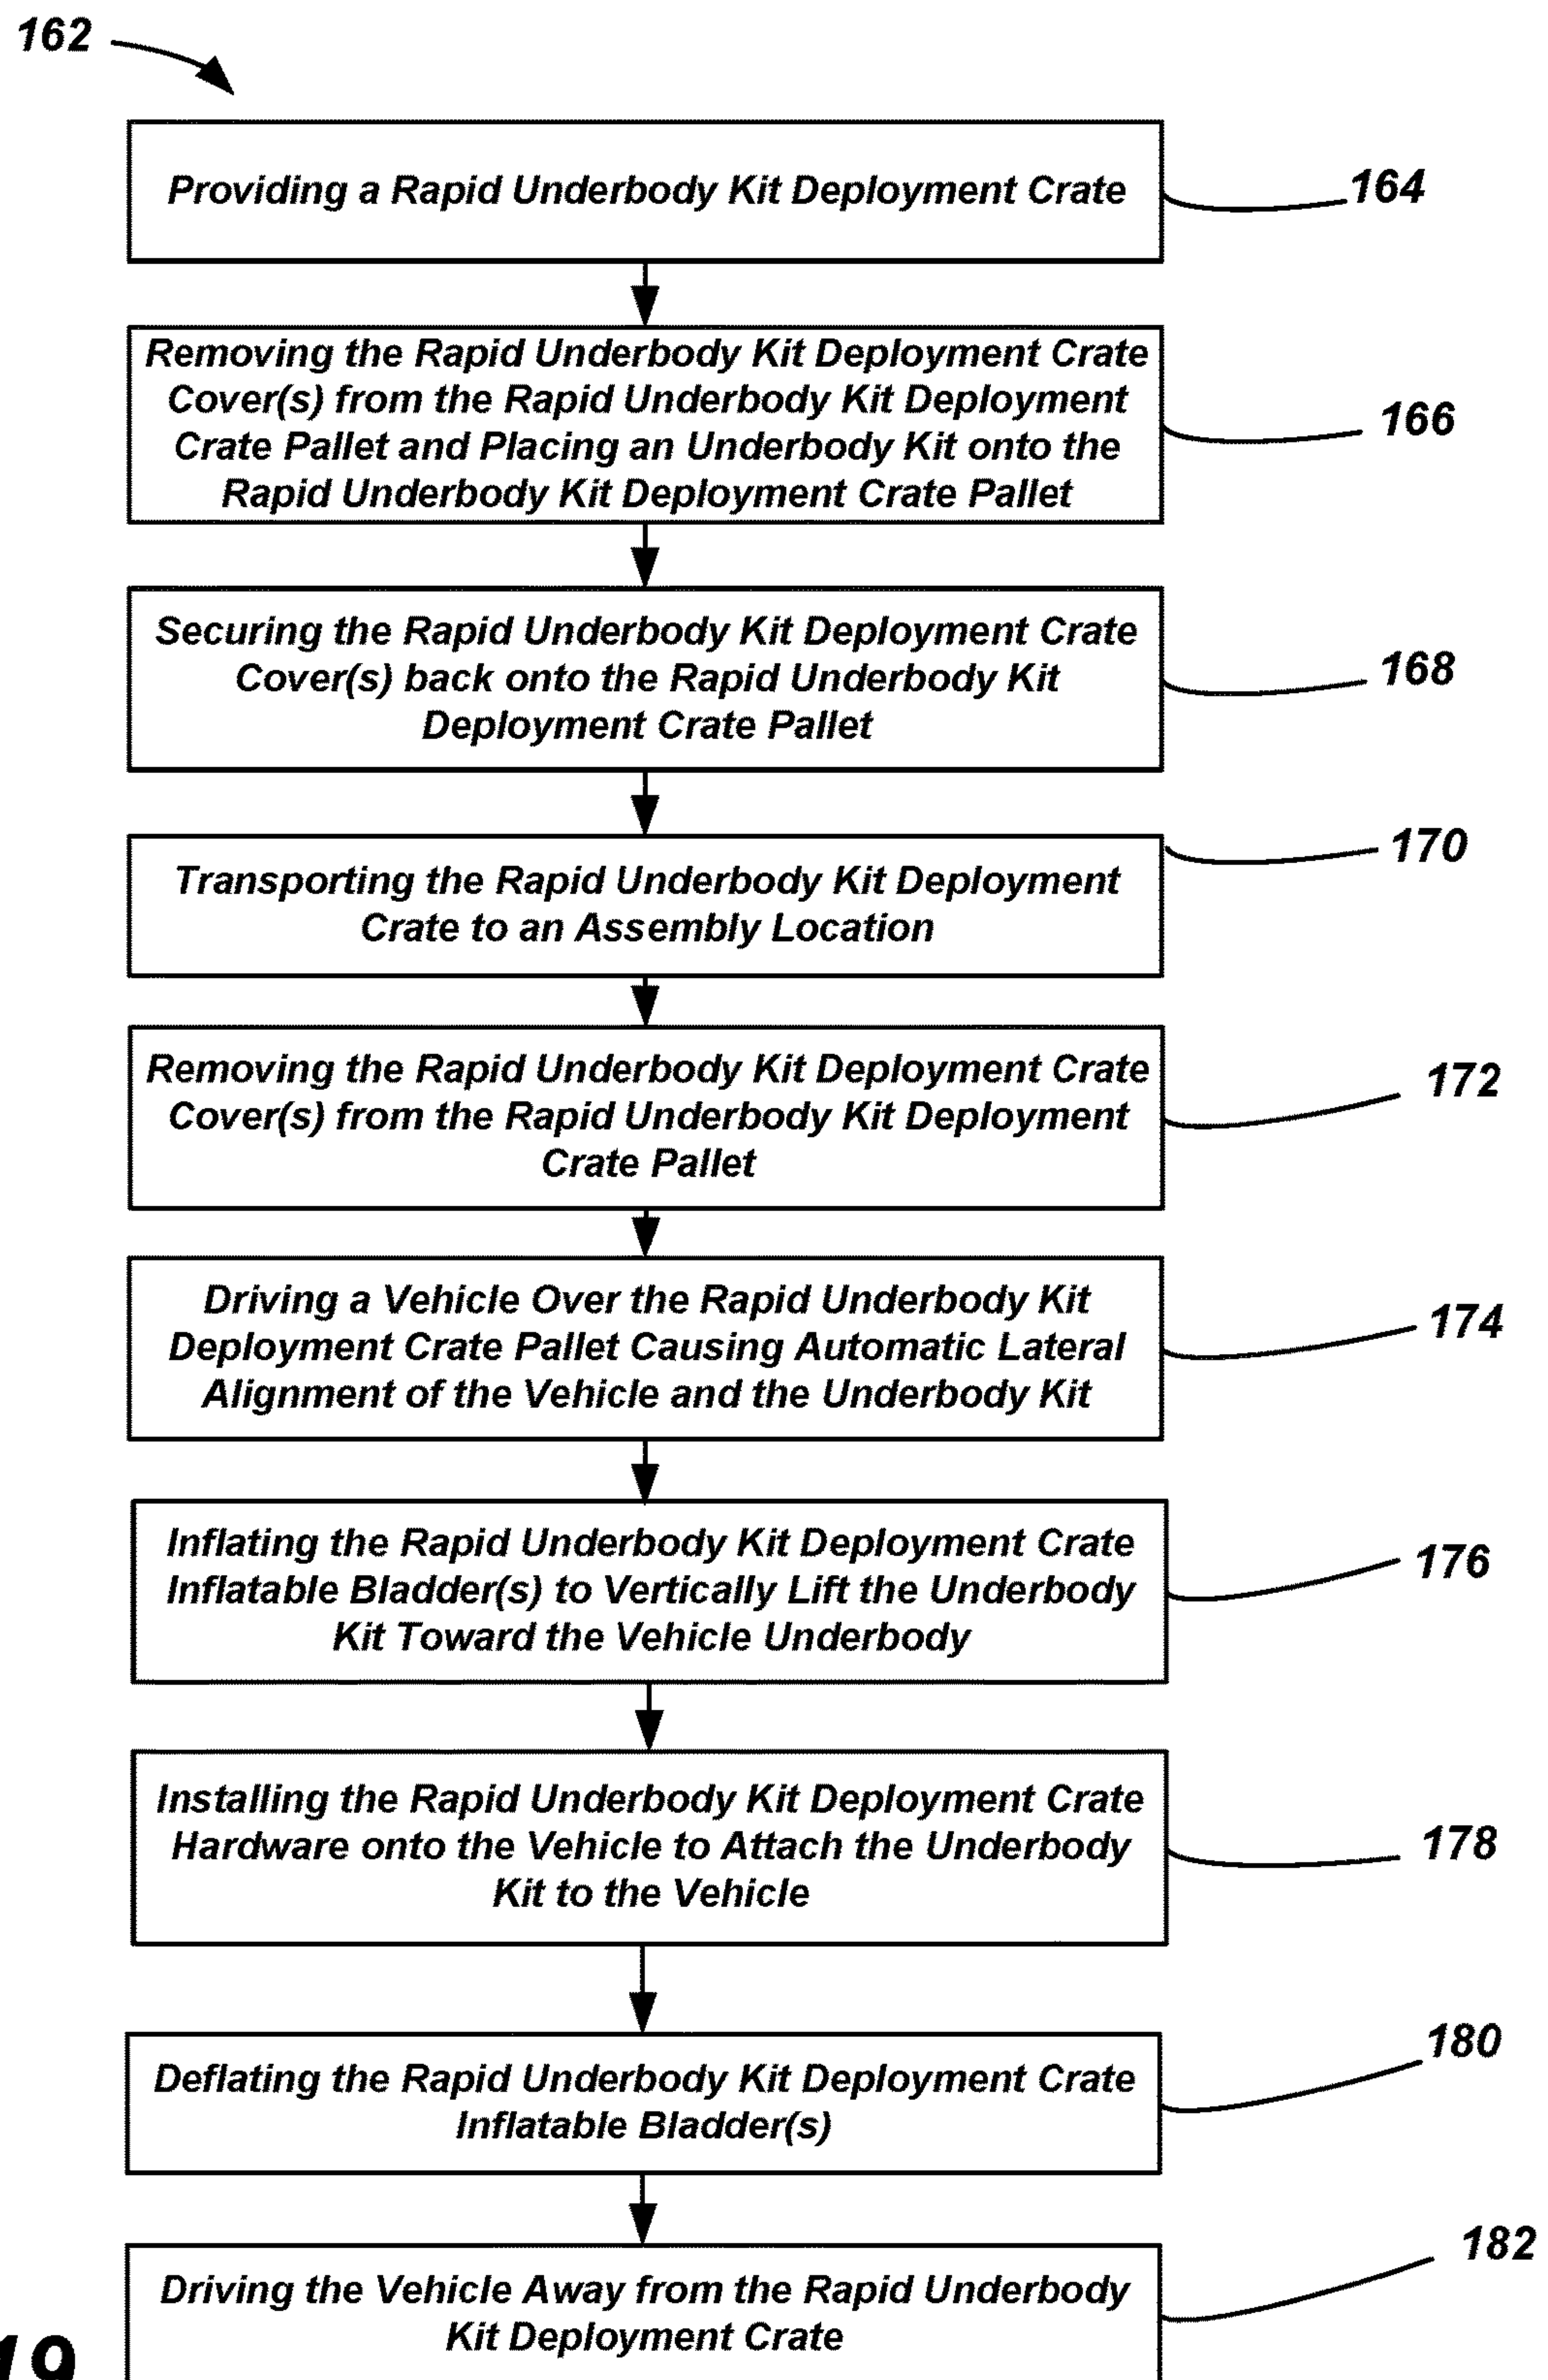 162
Providing a Rapid Underbody Kit Deployment Crate
164
Removing the Rapid Underbody Kit Deployment Crate
Cover(s) from the Rapid Underbody Kit Deployment
Crate Pallet and Placing an Underbody Kit onto the
Rapid Underbody Kit Deployment Crate Pallet
166
Securing the Rapid Underbody Kit Deployment Crate
Cover(s) back onto the Rapid Underbody Kit
Deployment Crate Pallet
168
Transporting the Rapid Underbody Kit Deployment
Crate to an Assembly Location
170
Removing the Rapid Underbody Kit Deployment Crate
Cover(s) from the Rapid Underbody Kit Deployment
Crate Pallet
172
Driving a Vehicle Over the Rapid Underbody Kit
Deployment Crate Pallet Causing Automatic Lateral
Alignment of the Vehicle and the Underbody Kit
174
Inflating the Rapid Underbody Kit Deployment Crate
Inflatable Bladder(s) to Vertically Lift the Underbody
Kit Toward the Vehicle Underbody
176
Installing the Rapid Underbody Kit Deployment Crate
Hardware onto the Vehicle to Attach the Underbody
Kit to the Vehicle
178
Deflating the Rapid Underbody Kit Deployment Crate
Inflatable Bladder(s)
180
Driving the Vehicle Away from the Rapid Underbody
Kit Deployment Crate
182
19